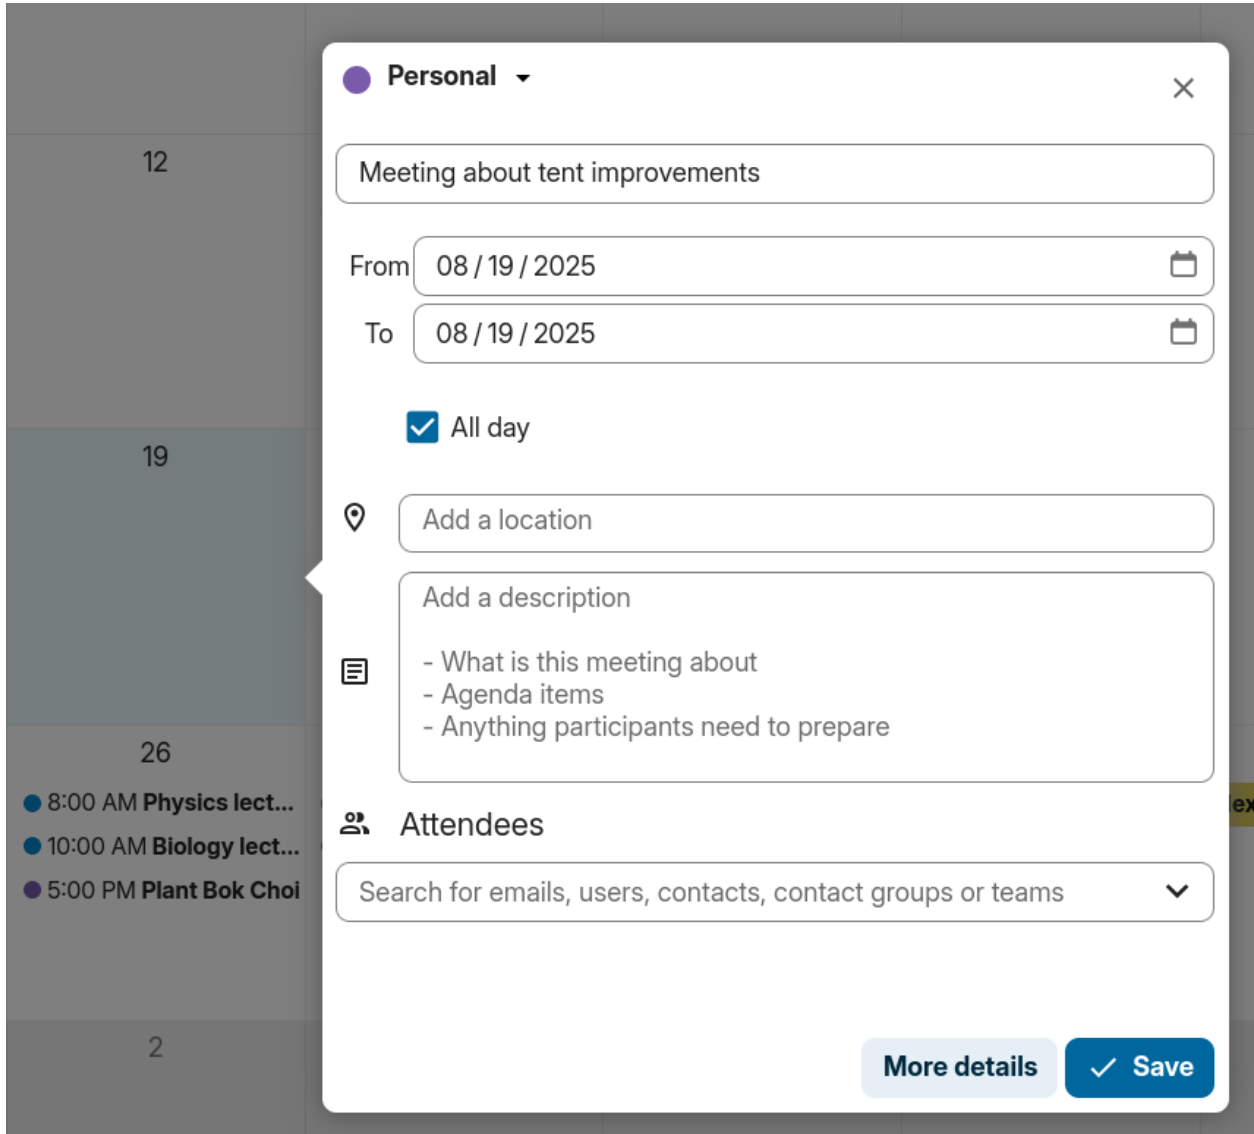 Personal
Meeting about tent improvements
From 08 / 19 / 2025
To 08 / 19 / 2025
All day
Add a location
Add a description
- What is this meeting about
- Agenda items
- Anything participants need to prepare
Attendees
Search for emails, users, contacts, contact groups or teams
More details
Save
12
19
26
8:00 AM Physics lect...
10:00 AM Biology lect...
5:00 PM Plant Bok Choi
2